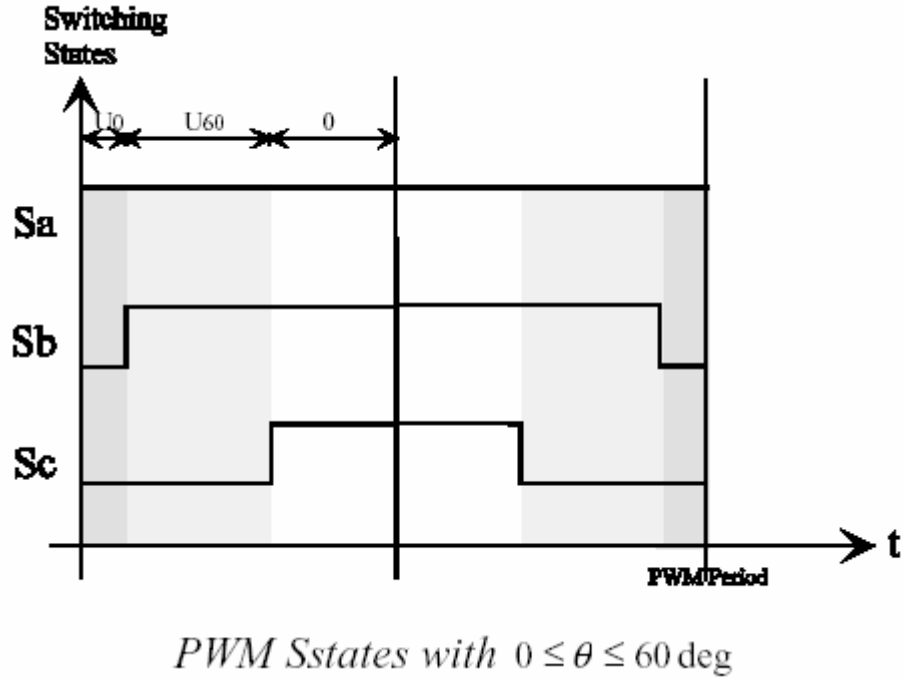 Switching
States
U0 U60 0
Sa
Sb
Sc
t
PWM Period
PWM Sstates with 0 ≤ θ ≤ 60 deg